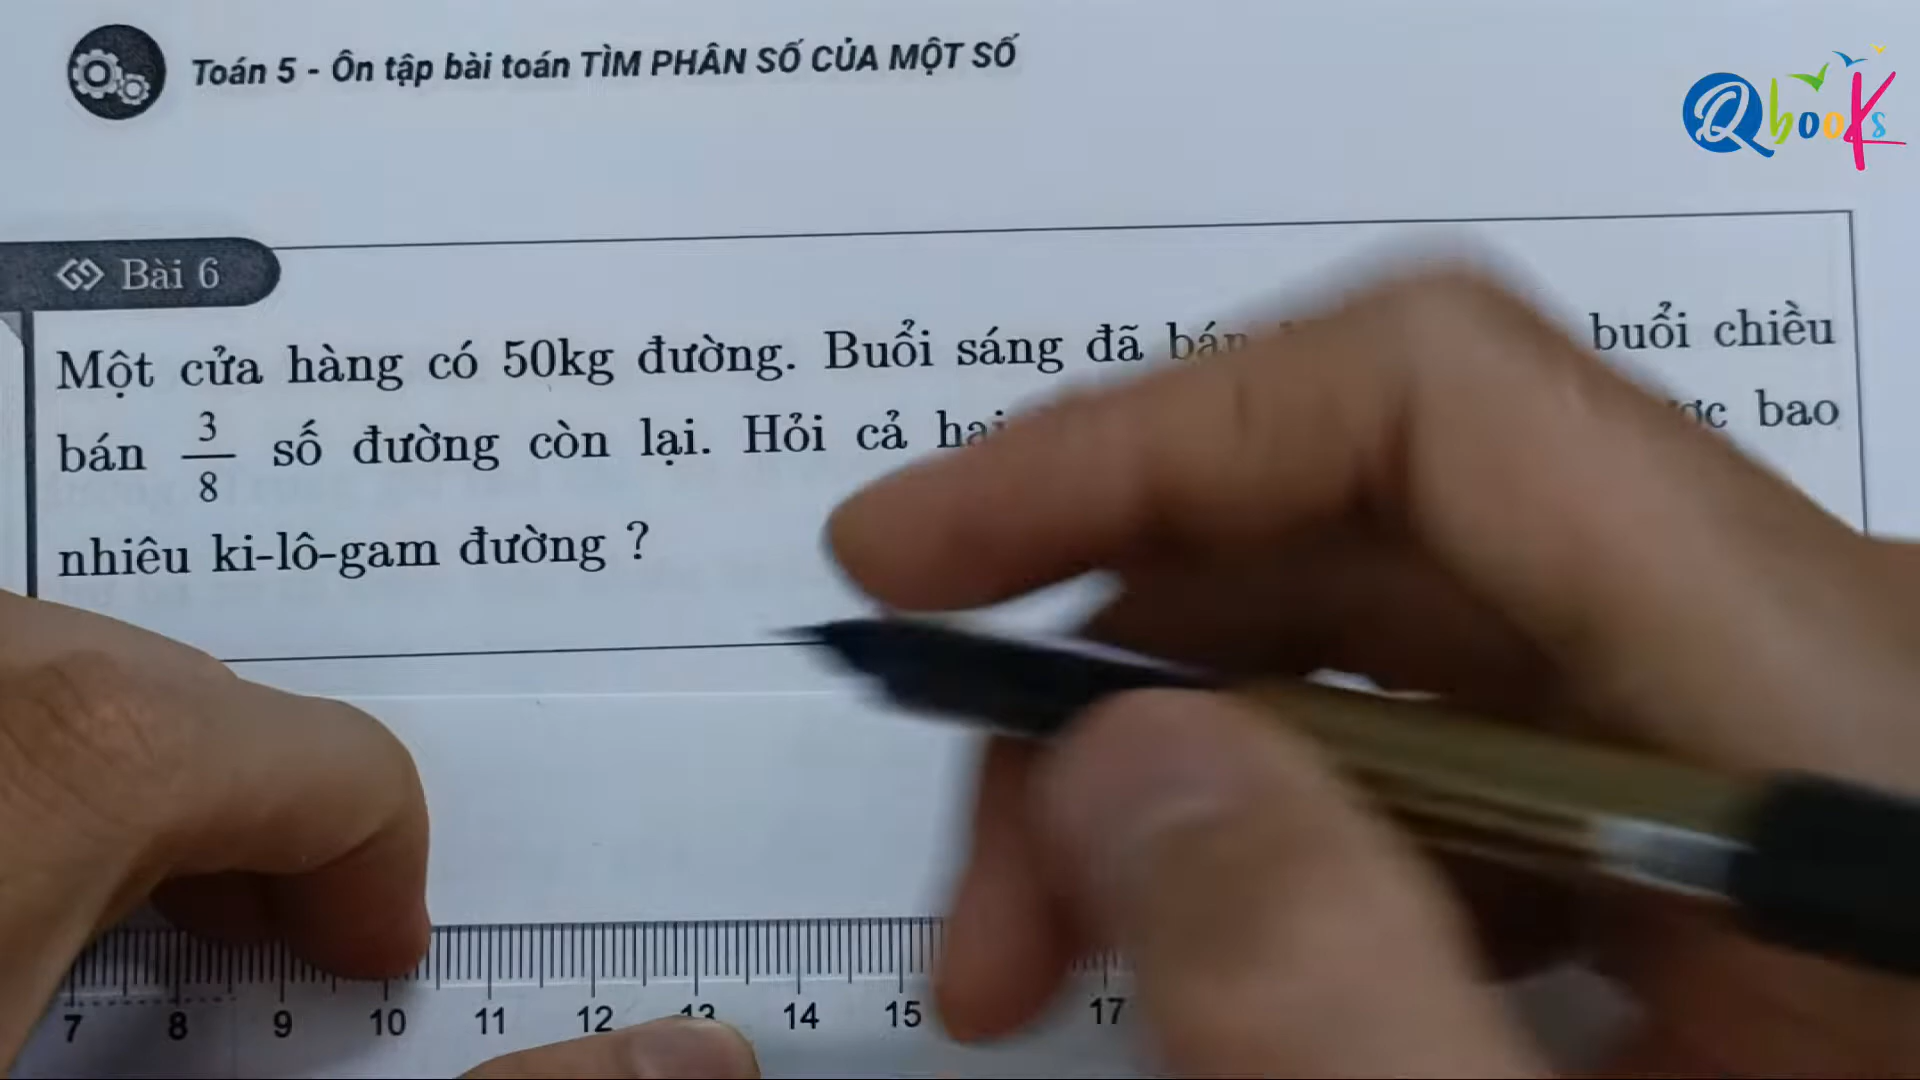 Toán 5 - Ôn tập bài toán TÌM PHÂN SỐ CỦA MỘT SỐ
Qbooks
Bài 6
Một cửa hàng có 50kg đường. Buổi sáng đã bán buổi chiều
bán 3/8 số đường còn lại. Hỏi cả hai bao
nhiêu ki-lô-gam đường ?
7 8 9 10 11 12 13 14 15 17